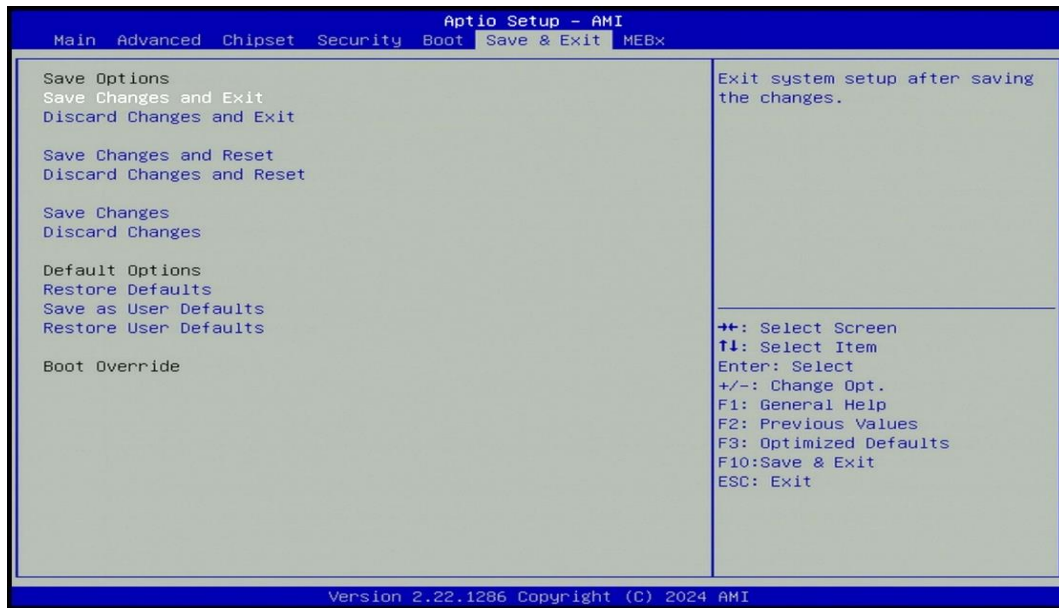 Aptio Setup – AMI
Main Advanced Chipset Security Boot Save & Exit MEBx
Save Options
Save Changes and Exit
Discard Changes and Exit
Save Changes and Reset
Discard Changes and Reset
Save Changes
Discard Changes
Default Options
Restore Defaults
Save as User Defaults
Restore User Defaults
Boot Override
Exit system setup after saving
the changes.
→←: Select Screen
↑↓: Select Item
Enter: Select
+/-: Change Opt.
F1: General Help
F2: Previous Values
F3: Optimized Defaults
F10:Save & Exit
ESC: Exit
Version 2.22.1286 Copyright (C) 2024 AMI